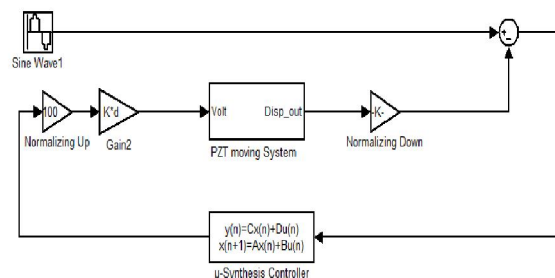 Sine Wave1
+
-
100
Normalizing Up
K*d
Gain2
Volt
Disp_out
PZT moving System
-K-
Normalizing Down
y(n)=Cx(n)+Du(n)
x(n+1)=Ax(n)+Bu(n)
u-Synthesis Controller